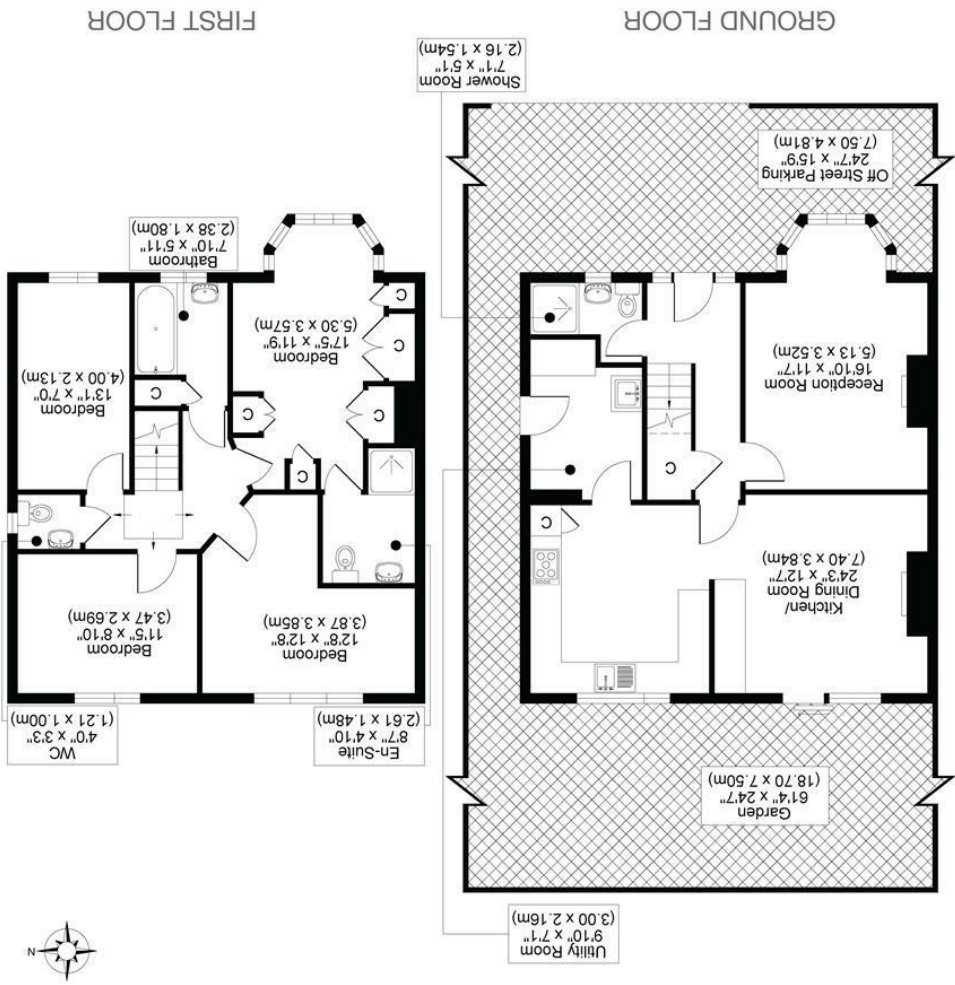 N
Utility Room
9'10" x 7'1"
(3.00 x 2.16m)
Garden
61'4" x 24'7"
(18.70 x 7.50m)
Kitchen/
Dining Room
24'3" x 12'7"
(7.40 x 3.84m)
C
C
Reception Room
16'10" x 11'7"
(5.13 x 3.52m)
Off Street Parking
24'7" x 15'9"
(7.50 x 4.81m)
Shower Room
7'1" x 5'1"
(2.16 x 1.54m)
GROUND FLOOR
En-Suite
8'7" x 4'10"
(2.61 x 1.48m)
WC
4'0" x 3'3"
(1.21 x 1.00m)
Bedroom
12'8" x 12'8"
(3.87 x 3.85m)
Bedroom
11'5" x 8'10"
(3.47 x 2.69m)
C
C
C
C
C
C
Bedroom
17'5" x 11'9"
(5.30 x 3.57m)
Bedroom
13'1" x 7'0"
(4.00 x 2.13m)
Bathroom
7'10" x 5'11"
(2.38 x 1.80m)
FIRST FLOOR